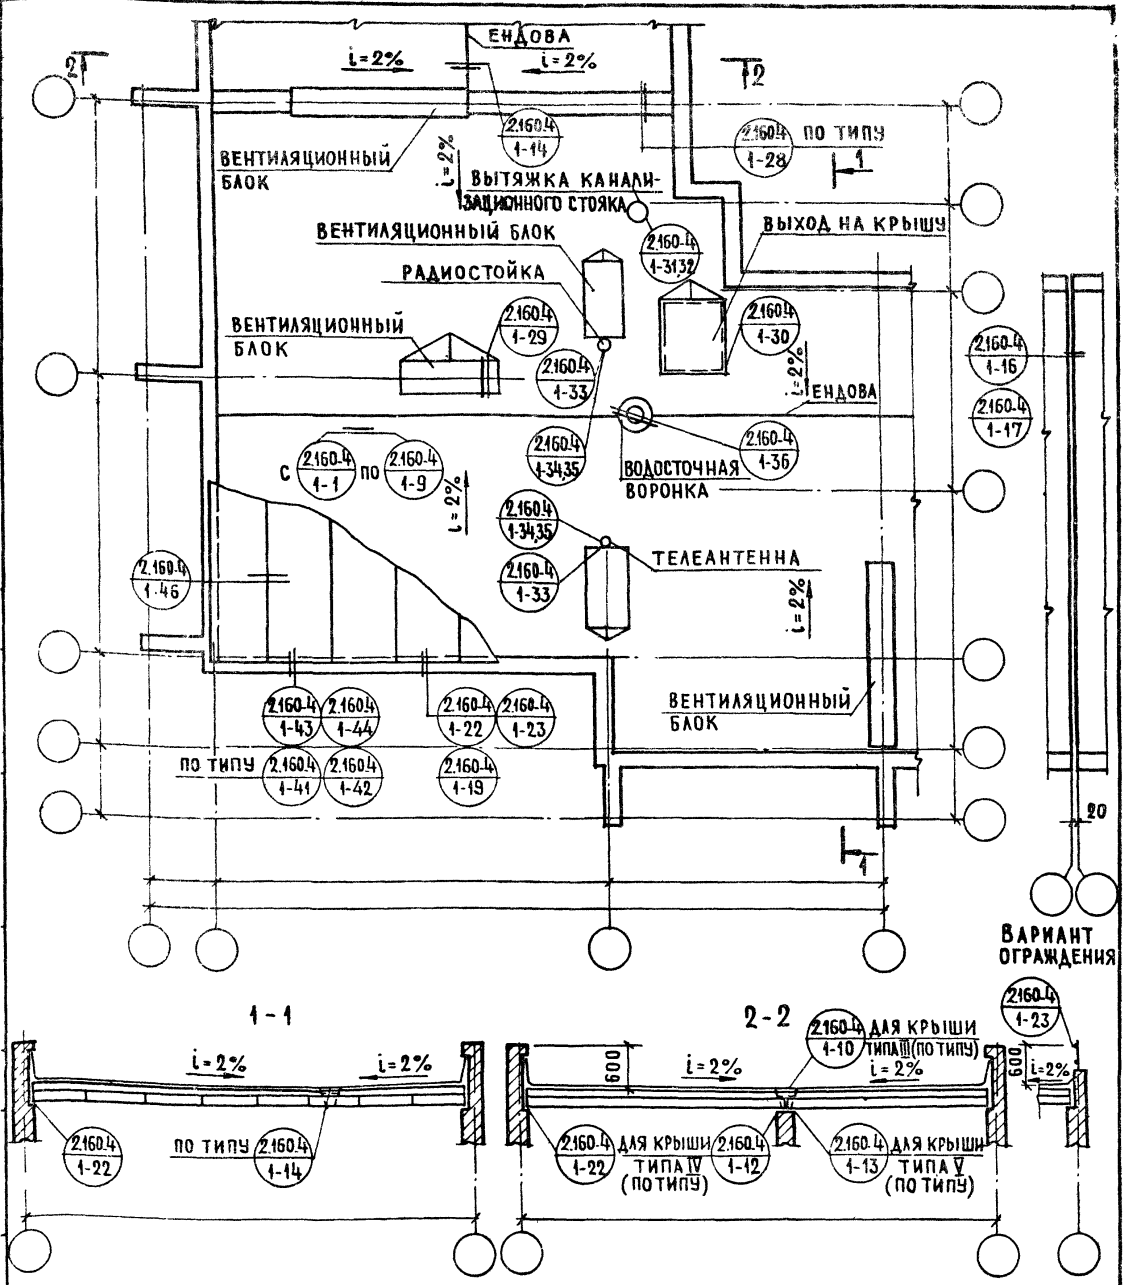 2
ЕНДОВА
i=2%
i=2%
2
2.160.4
1-14
2.160.4
1-28
ПО ТИПУ
1
ВЕНТИЛЯЦИОННЫЙ
БЛОК
i=2%
ВЫТЯЖКА КАНАЛИ-
ЗАЦИОННОГО СТОЯКА
ВЕНТИЛЯЦИОННЫЙ БЛОК
2.160-4
1-31,32
ВЫХОД НА КРЫШУ
РАДИОСТОЙКА
ВЕНТИЛЯЦИОННЫЙ
БЛОК
2.160.4
1-29
2.160.4
1-30
2.160.4
1-33
i=2%
ЕНДОВА
2.160-4
1-16
2.160-4
1-17
С
2.160-4
1-1
ПО
2.160-4
1-9
2.160.4
1-34,35
ВОДОСТОЧНАЯ
ВОРОНКА
2.160-4
1-36
i=2%
2.160.4
1-34,35
2.160-4
1-33
ТЕЛЕАНТЕННА
2.160-4
1-46
i=2%
ВЕНТИЛЯЦИОННЫЙ
БЛОК
2.160-4
1-43
2.160.4
1-44
2.160.4
1-22
2.160-4
1-23
ПО ТИПУ
2.160.4
1-41
2.160.4
1-42
2.160.4
1-19
20
1
ВАРИАНТ
ОГРАЖДЕНИЯ
1-1
2-2
2.160-4
1-10
ДЛЯ КРЫШИ
ТИПА III (ПО ТИПУ)
2.160-4
1-23
i=2%
i=2%
600
i=2%
i=2%
600
i=2%
2.160.4
1-22
ПО ТИПУ
2.160.4
1-14
2.160-4
1-22
ДЛЯ КРЫШИ
ТИПА IV
(ПО ТИПУ)
2.160-4
1-12
2.160.4
1-13
ДЛЯ КРЫШИ
ТИПА V
(ПО ТИПУ)